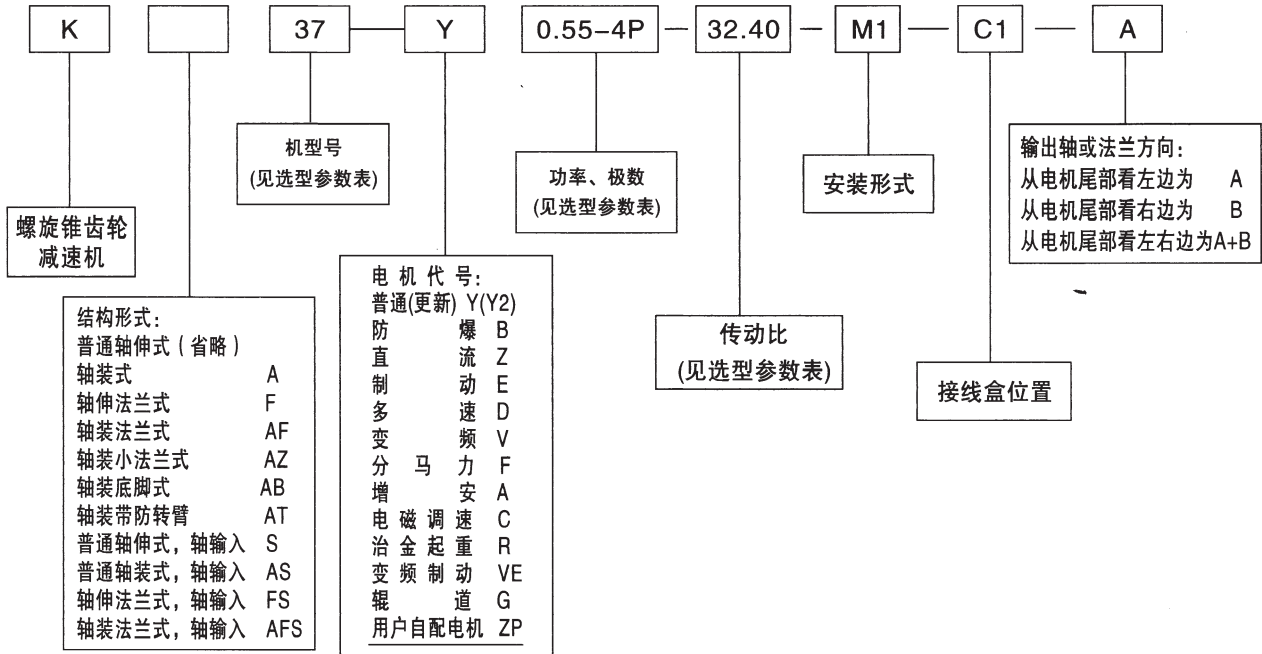 K 37 — Y 0.55-4P — 32.40 — M1 — C1 — A
螺旋锥齿轮
减速机
结构形式：
普通轴伸式（省略）
轴装式 A
轴伸法兰式 F
轴装法兰式 AF
轴装小法兰式 AZ
轴装底脚式 AB
轴装带防转臂 AT
普通轴伸式，轴输入 S
普通轴装式，轴输入 AS
轴伸法兰式，轴输入 FS
轴装法兰式，轴输入 AFS
机型号
(见选型参数表)
电机代号：
普通(更新) Y(Y2)
防爆 B
直流 Z
制动 E
多速 D
变频 V
分马力 F
增安 A
电磁调速 C
治金起重 R
变频制动 VE
辊道 G
用户自配电机 ZP
功率、极数
(见选型参数表)
传动比
(见选型参数表)
安装形式
接线盒位置
输出轴或法兰方向：
从电机尾部看左边为 A
从电机尾部看右边为 B
从电机尾部看左右边为A+B